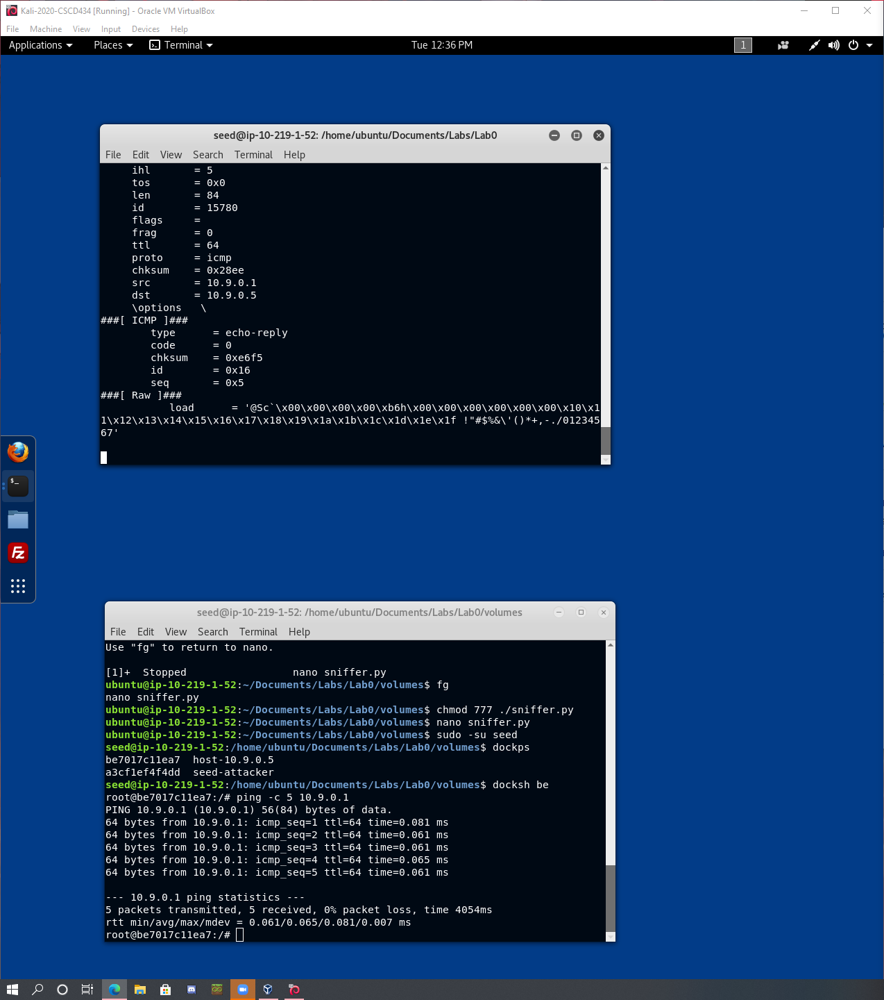 Kali-2020-CSCD434 [Running] - Oracle VM VirtualBox
File Machine View Input Devices Help
Applications Places Terminal Tue 12:36 PM 1
seed@ip-10-219-1-52: /home/ubuntu/Documents/Labs/Lab0
File Edit View Search Terminal Help
ihl = 5
tos = 0x0
len = 84
id = 15780
flags =
frag = 0
ttl = 64
proto = icmp
chksum = 0x28ee
src = 10.9.0.1
dst = 10.9.0.5
\options \
###[ ICMP ]###
type = echo-reply
code = 0
chksum = 0xe6f5
id = 0x16
seq = 0x5
###[ Raw ]###
load = '@Sc`\x00\x00\x00\x00\xb6h\x00\x00\x00\x00\x00\x00\x10\x1
1\x12\x13\x14\x15\x16\x17\x18\x19\x1a\x1b\x1c\x1d\x1e\x1f !"#$%&\'()*+,-./012345
67'
$_
Fz
seed@ip-10-219-1-52: /home/ubuntu/Documents/Labs/Lab0/volumes
File Edit View Search Terminal Help
Use "fg" to return to nano.
[1]+ Stopped nano sniffer.py
ubuntu@ip-10-219-1-52:~/Documents/Labs/Lab0/volumes$ fg
nano sniffer.py
ubuntu@ip-10-219-1-52:~/Documents/Labs/Lab0/volumes$ chmod 777 ./sniffer.py
ubuntu@ip-10-219-1-52:~/Documents/Labs/Lab0/volumes$ nano sniffer.py
ubuntu@ip-10-219-1-52:~/Documents/Labs/Lab0/volumes$ sudo -su seed
seed@ip-10-219-1-52:/home/ubuntu/Documents/Labs/Lab0/volumes$ dockps
be7017c11ea7 host-10.9.0.5
a3cf1ef4f4dd seed-attacker
seed@ip-10-219-1-52:/home/ubuntu/Documents/Labs/Lab0/volumes$ docksh be
root@be7017c11ea7:/# ping -c 5 10.9.0.1
PING 10.9.0.1 (10.9.0.1) 56(84) bytes of data.
64 bytes from 10.9.0.1: icmp_seq=1 ttl=64 time=0.081 ms
64 bytes from 10.9.0.1: icmp_seq=2 ttl=64 time=0.061 ms
64 bytes from 10.9.0.1: icmp_seq=3 ttl=64 time=0.061 ms
64 bytes from 10.9.0.1: icmp_seq=4 ttl=64 time=0.065 ms
64 bytes from 10.9.0.1: icmp_seq=5 ttl=64 time=0.061 ms
--- 10.9.0.1 ping statistics ---
5 packets transmitted, 5 received, 0% packet loss, time 4054ms
rtt min/avg/max/mdev = 0.061/0.065/0.081/0.007 ms
root@be7017c11ea7:/#